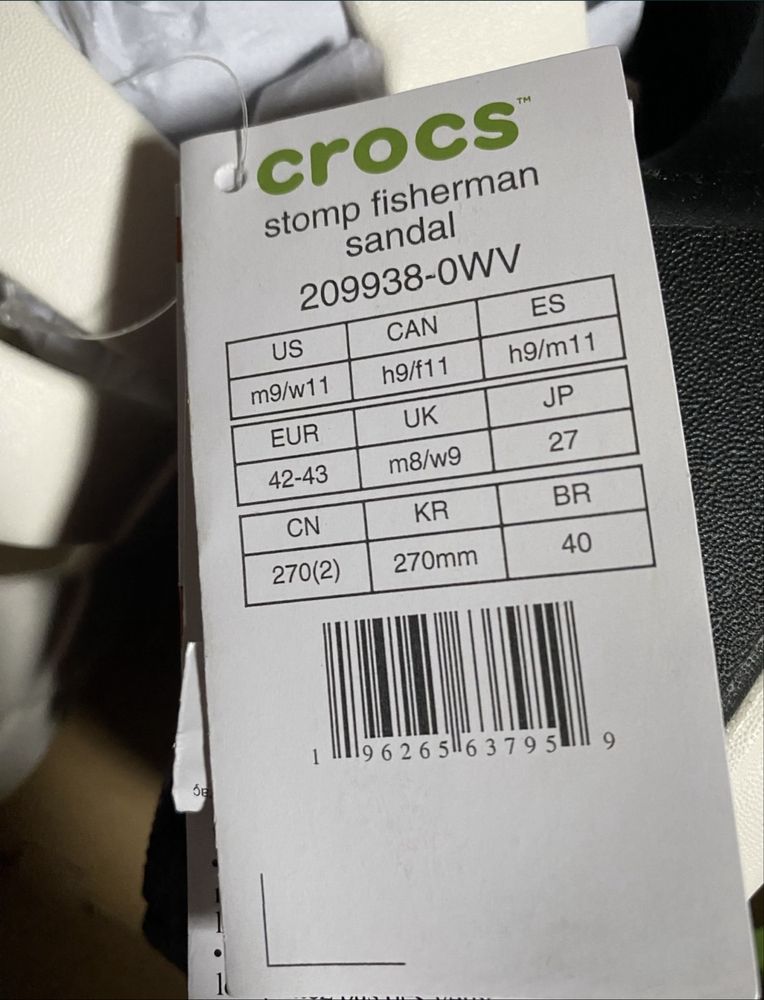 crocs™
stomp fisherman
sandal
209938-0WV
US CAN ES
m9/w11 h9/f11 h9/m11
EUR UK JP
42-43 m8/w9 27
CN KR BR
270(2) 270mm 40
1 96265 63795 9